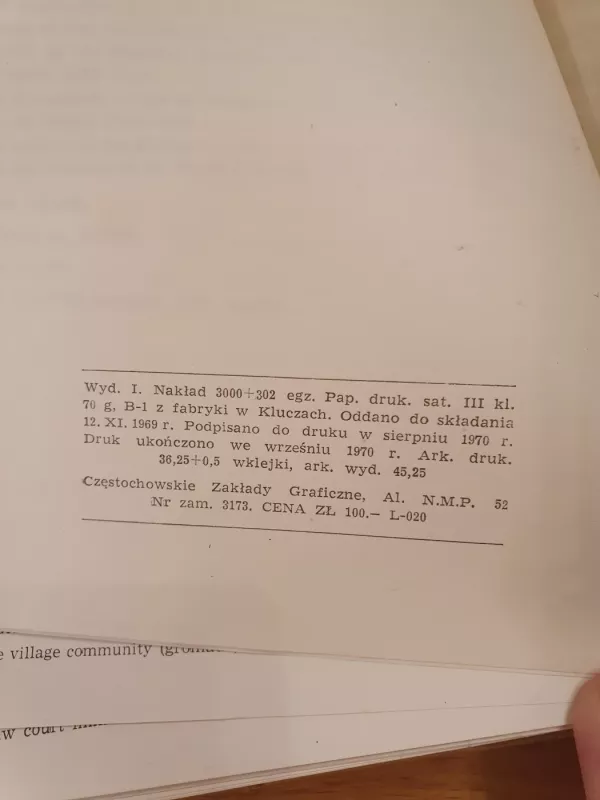 Wyd. I. Nakład 3000+302 egz. Pap. druk. sat. III kl.
70 g, B-1 z fabryki w Kluczach. Oddano do składania
12. XI. 1969 r. Podpisano do druku w sierpniu 1970 r.
Druk ukończono we wrześniu 1970 r. Ark. druk.
36,25+0,5 wklejki, ark. wyd. 45,25
Częstochowskie Zakłady Graficzne, Al. N.M.P. 52
Nr zam. 3173. CENA ZŁ 100.— L-020
village community
court